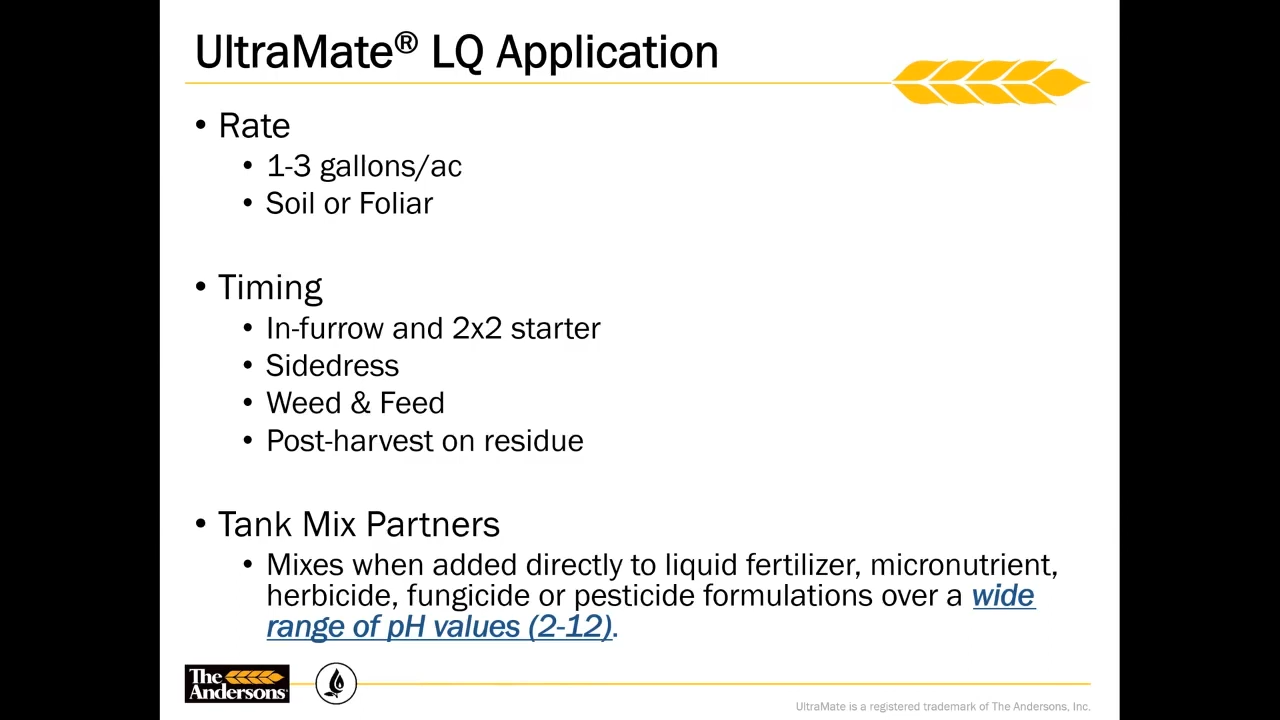 UltraMate® LQ Application
• Rate
• 1-3 gallons/ac
• Soil or Foliar
• Timing
• In-furrow and 2x2 starter
• Sidedress
• Weed & Feed
• Post-harvest on residue
• Tank Mix Partners
• Mixes when added directly to liquid fertilizer, micronutrient,
herbicide, fungicide or pesticide formulations over a wide
range of pH values (2-12).
The
Andersons
UltraMate is a registered trademark of The Andersons, Inc.